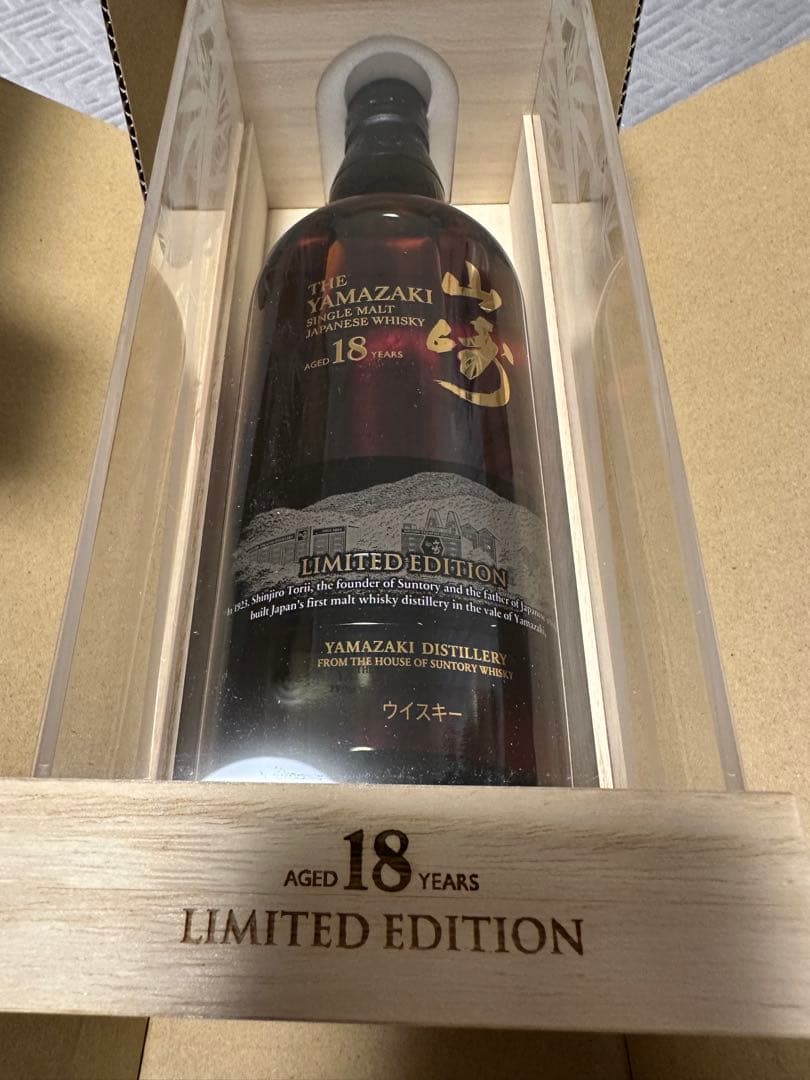 THE
YAMAZAKI
SINGLE MALT
JAPANESE WHISKY
AGED 18 YEARS
山崎
LIMITED EDITION
In 1923, Shinjiro Torii, the founder of Suntory and the father of Japanese
built Japan's first malt whisky distillery in the vale of Yamazaki.
YAMAZAKI DISTILLERY
FROM THE HOUSE OF SUNTORY WHISKY
ウイスキー
AGED 18 YEARS
LIMITED EDITION